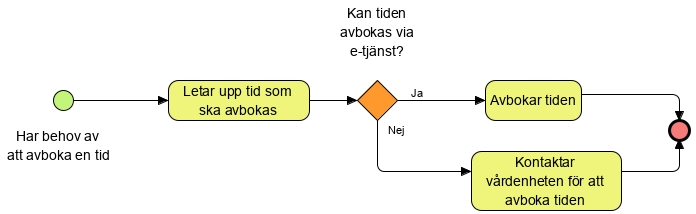 Kan tiden
avbokas via
e-tjänst?
Har behov av
att avboka en tid
Letar upp tid som
ska avbokas
Ja
Nej
Avbokar tiden
Kontaktar
vårdenheten för att
avboka tiden